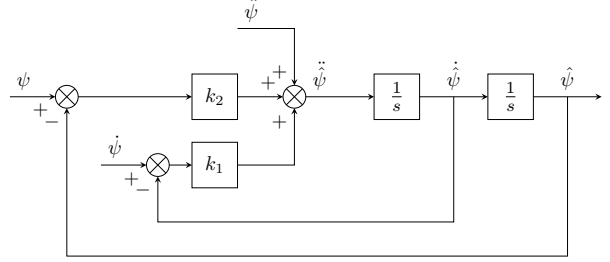 ψ̈
ψ + − k₂ + + ψ̂̈ 1/s ψ̂̇ 1/s ψ̂
ψ̇ + − k₁ +